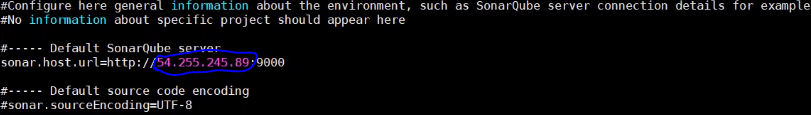 #Configure here general information about the environment, such as SonarQube server connection details for example
#No information about specific project should appear here
#----- Default SonarQube server
sonar.host.url=http://54.255.245.89:9000
#----- Default source code encoding
#sonar.sourceEncoding=UTF-8